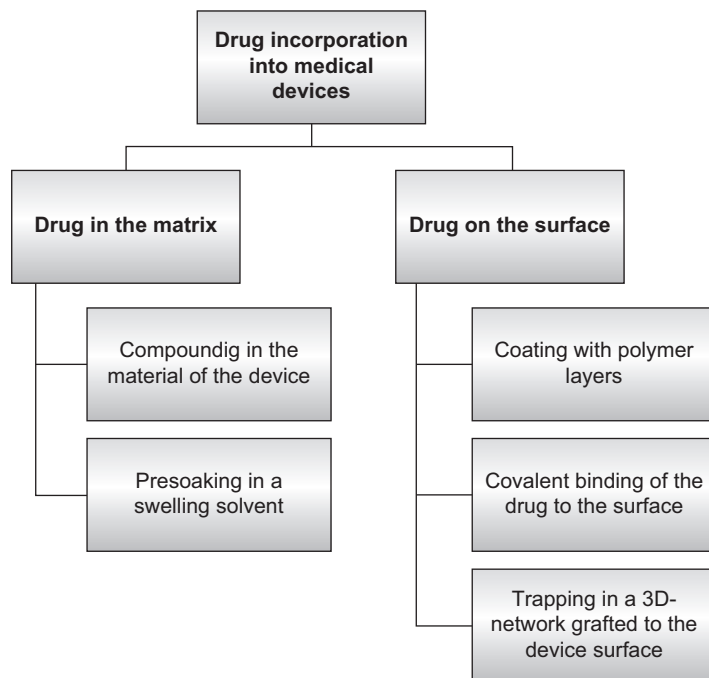 Drug incorporation
into medical
devices
Drug in the matrix
Drug on the surface
Compoundig in the
material of the device
Presoaking in a
swelling solvent
Coating with polymer
layers
Covalent binding of the
drug to the surface
Trapping in a 3D-
network grafted to the
device surface